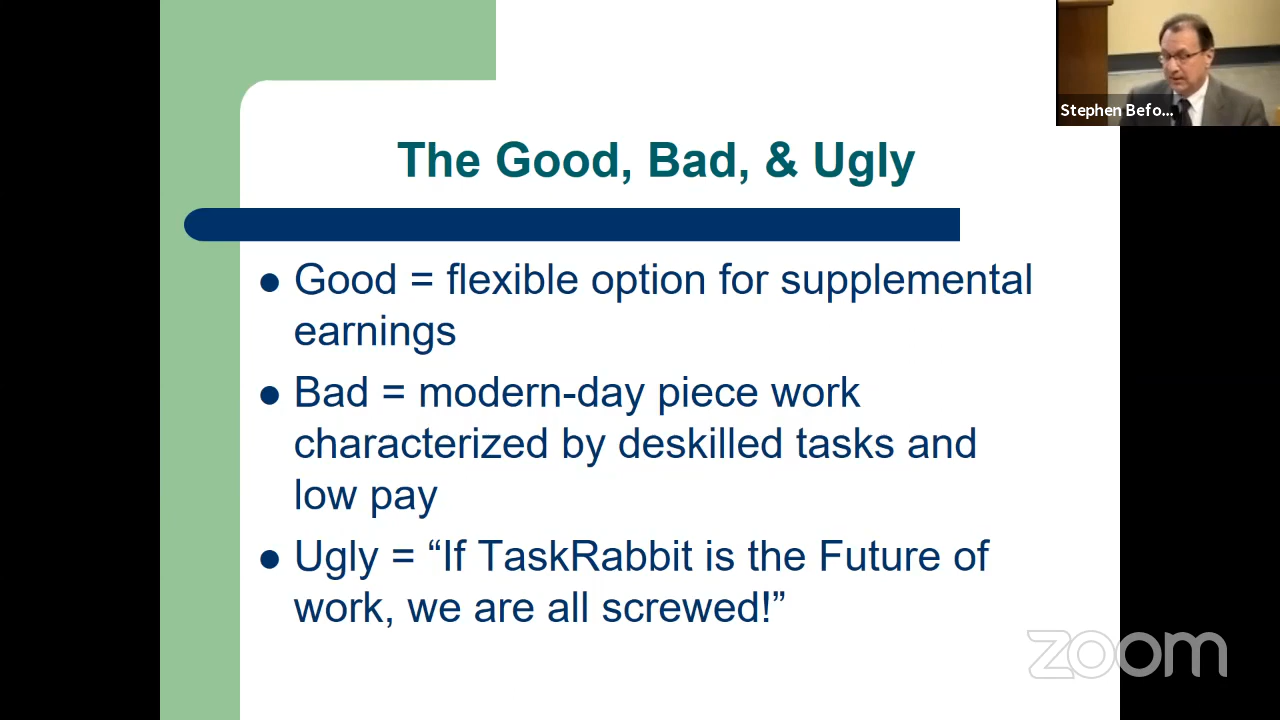 Stephen Befo...
The Good, Bad, & Ugly
Good = flexible option for supplemental
earnings
Bad = modern-day piece work
characterized by deskilled tasks and
low pay
Ugly = “If TaskRabbit is the Future of
work, we are all screwed!”
zoom